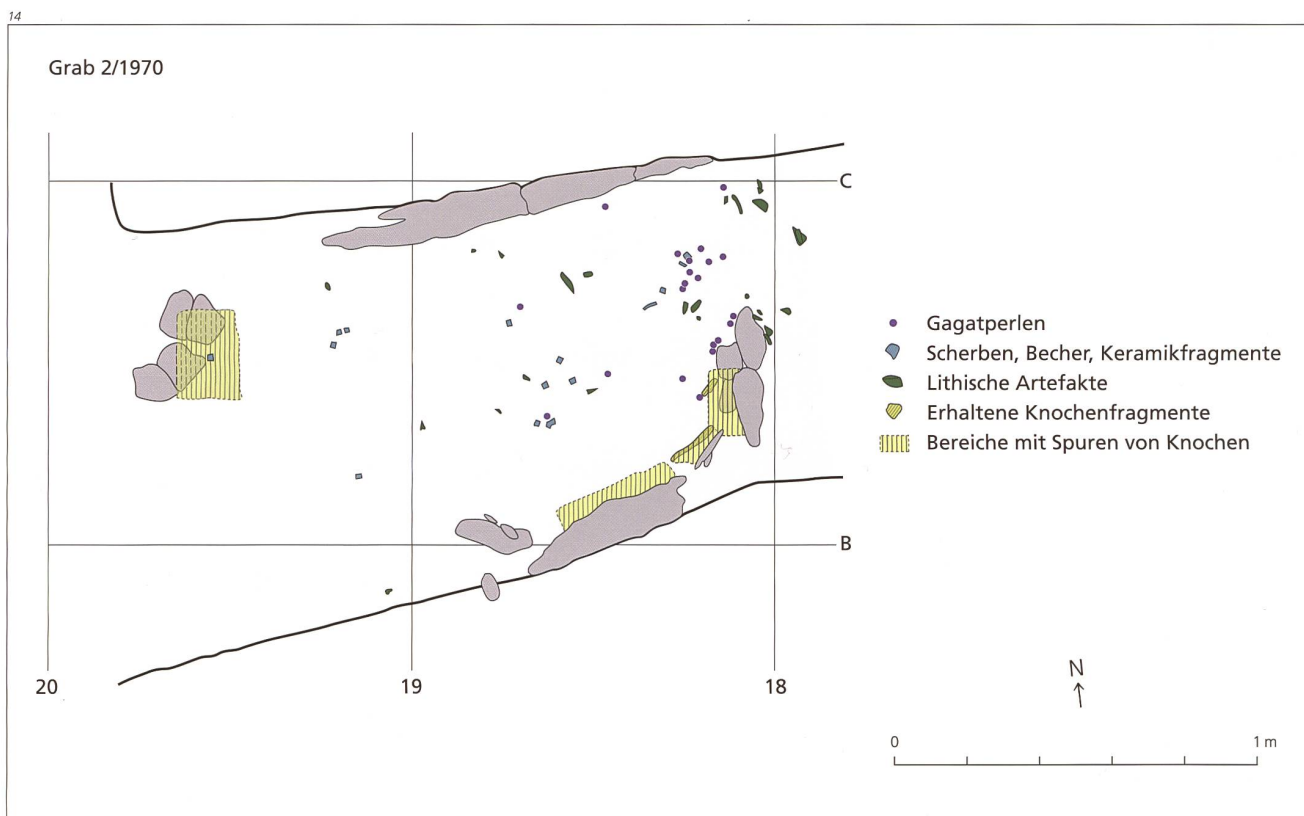 14
Grab 2/1970
C
Gagatperlen
Scherben, Becher, Keramikfragmente
Lithische Artefakte
Erhaltene Knochenfragmente
Bereiche mit Spuren von Knochen
B
20
19
18
N
0
1 m